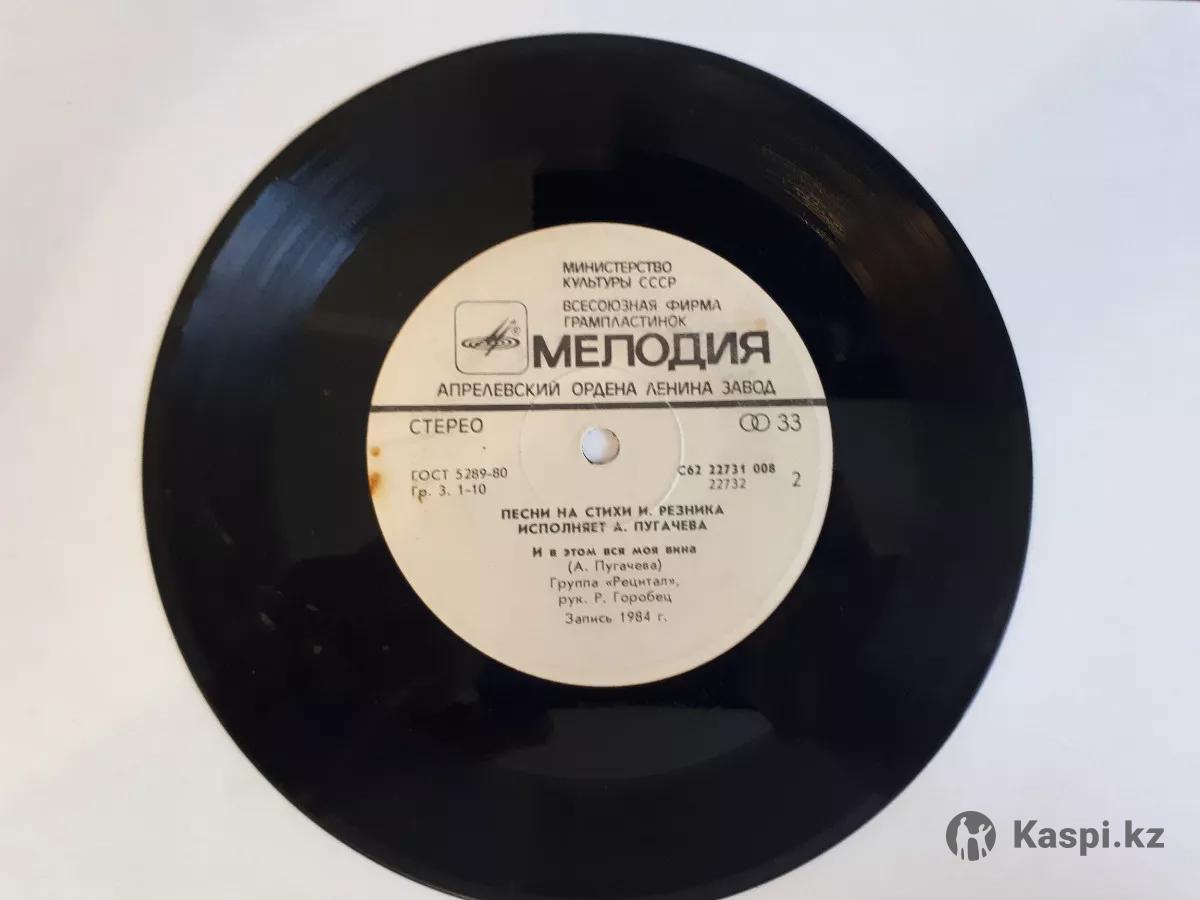 МИНИСТЕРСТВО
КУЛЬТУРЫ СССР
ВСЕСОЮЗНАЯ ФИРМА
ГРАМПЛАСТИНОК
МЕЛОДИЯ
АПРЕЛЕВСКИЙ ОРДЕНА ЛЕНИНА ЗАВОД
СТЕРЕО 33
ГОСТ 5289-80 С62 22731 008
Гр. 3. 1-10 22732 2
ПЕСНИ НА СТИХИ И. РЕЗНИКА
ИСПОЛНЯЕТ А. ПУГАЧЕВА
И в этом вся моя вина
(А. Пугачева)
Группа «Рецитал»,
рук. Р. Горобец
Запись 1984 г.
Kaspi.kz